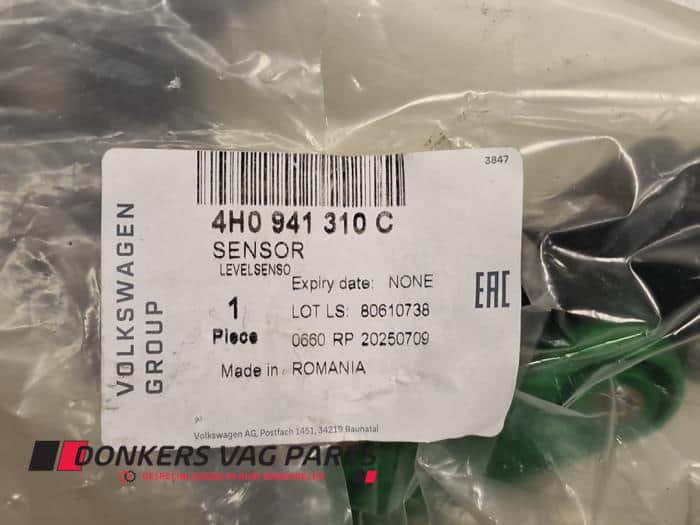 3847
4H0 941 310 C
SENSOR
LEVELSENSO
Expiry date: NONE
1
LOT LS: 80610738
Piece
0660 RP 20250709
Made in ROMANIA
VOLKSWAGEN
GROUP
EAC
Volkswagen AG, Postfach 1451, 34219 Baunatal
DONKERS VAG PARTS